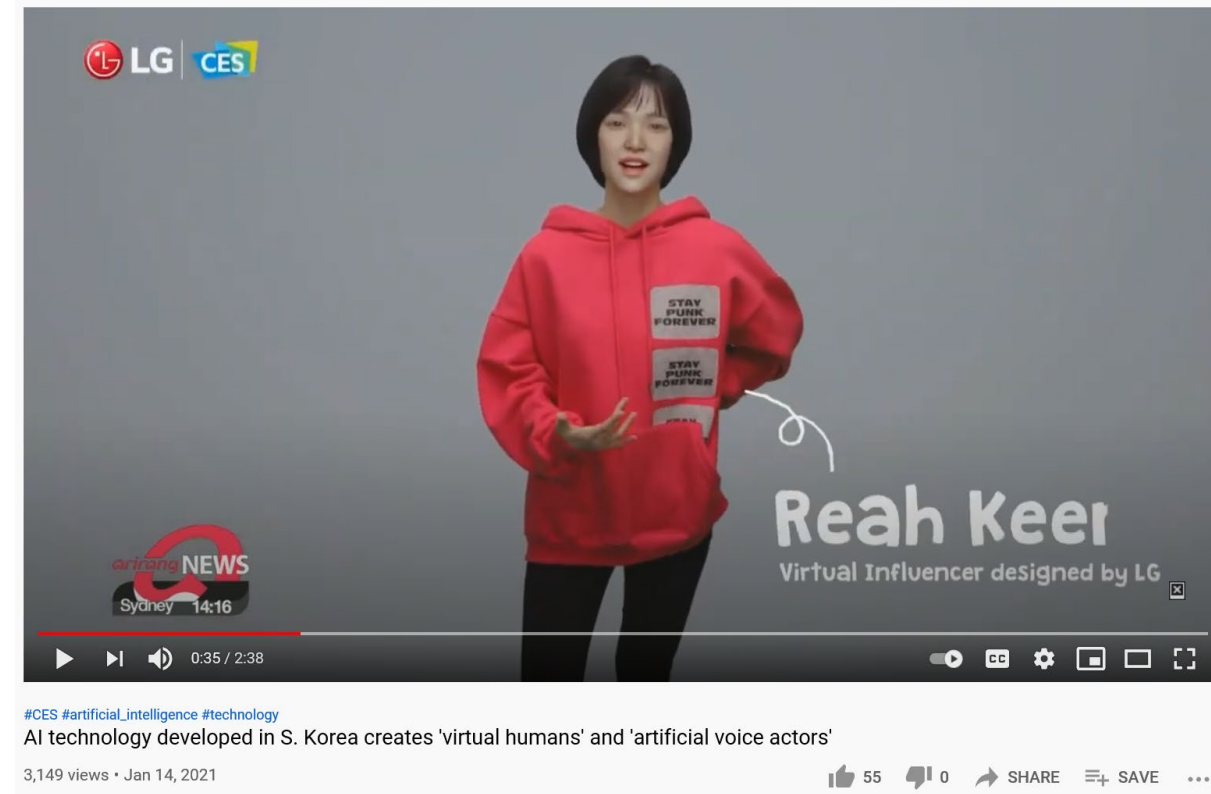 LG CES
STAY
PUNK
FOREVER
STAY
PUNK
FOREVER
STAY
Reah Keer
Virtual Influencer designed by LG
arirang NEWS
Sydney 14:16
0:35 / 2:38
CC
#CES #artificial_intelligence #technology
AI technology developed in S. Korea creates 'virtual humans' and 'artificial voice actors'
3,149 views • Jan 14, 2021
55 0 SHARE SAVE